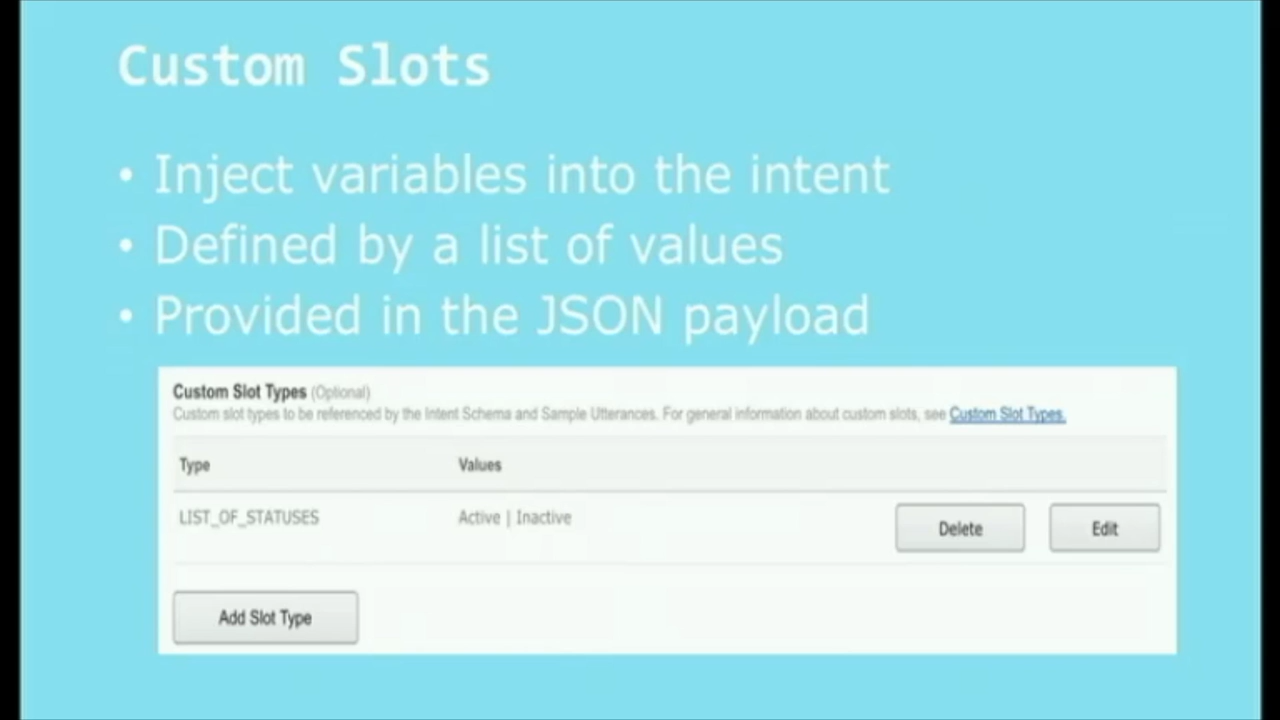 Custom Slots
• Inject variables into the intent
• Defined by a list of values
• Provided in the JSON payload
Custom Slot Types (Optional)
Custom slot types to be referenced by the Intent Schema and Sample Utterances. For general information about custom slots, see Custom Slot Types.
Type Values
LIST_OF_STATUSES Active | Inactive Delete Edit
Add Slot Type